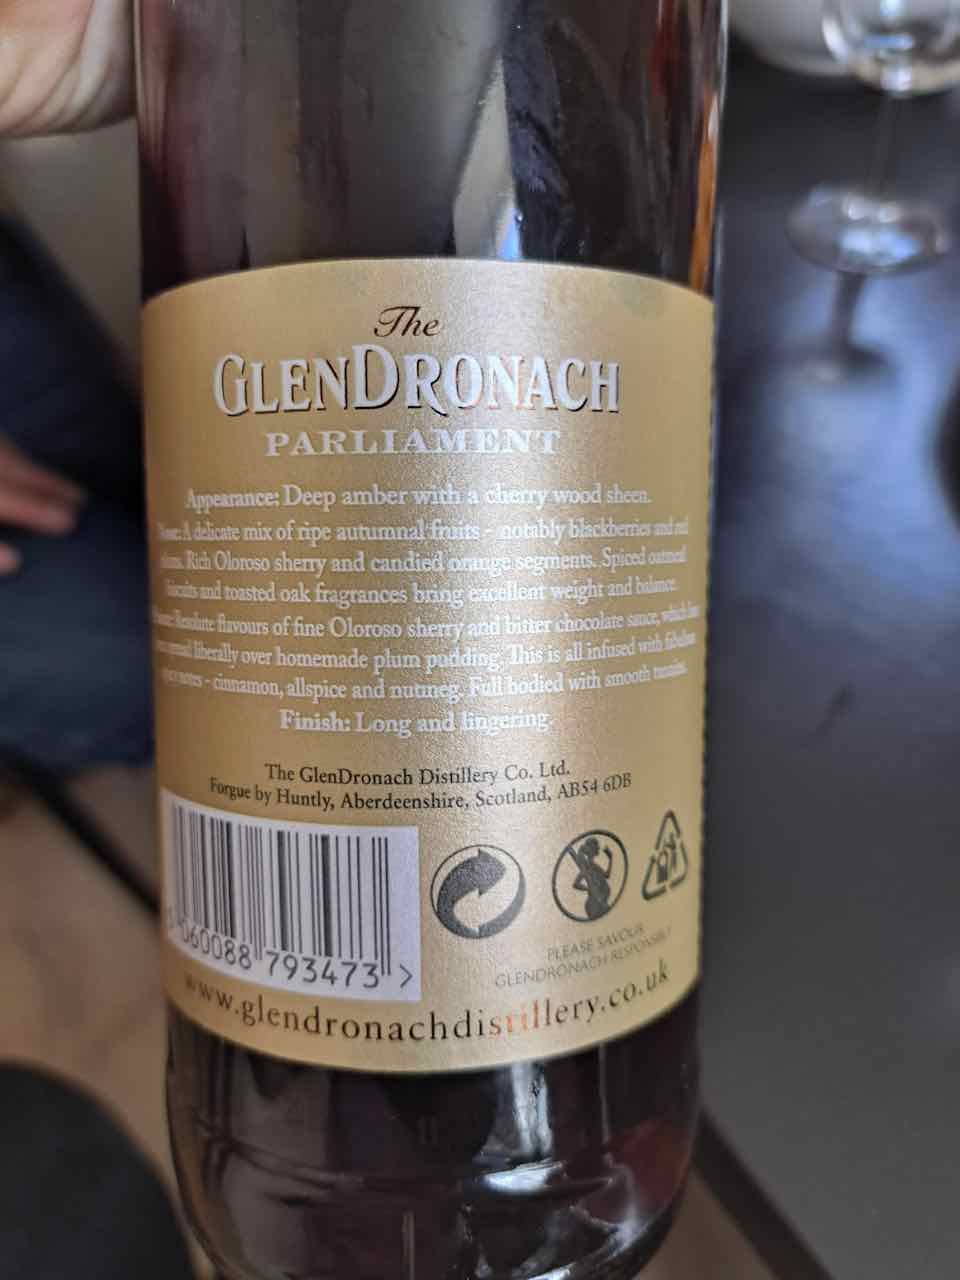 The
GLENDRONACH
PARLIAMENT
Appearance: Deep amber with a cherry wood sheen.
Nose: A delicate mix of ripe autumnal fruits - notably blackberries and red
Rich Oloroso sherry and candied orange segments. Spiced oatmeal
biscuits and toasted oak fragrances bring excellent weight and balance.
flavours of fine Oloroso sherry and bitter chocolate sauce, which has
liberally over homemade plum pudding. This is all infused with fabulous
notes - cinnamon, allspice and nutmeg. Full bodied with smooth tannins.
Finish: Long and lingering.
The GlenDronach Distillery Co. Ltd.
Forgue by Huntly, Aberdeenshire, Scotland, AB54 6DB
5 060088 793473 >
PLEASE SAVOUR
GLENDRONACH RESPONSIBLY
www.glendronachdistillery.co.uk